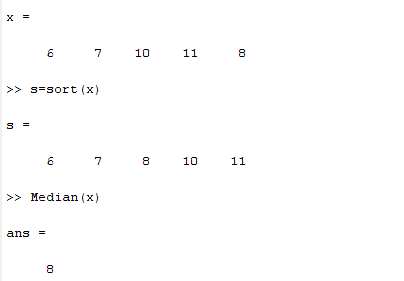 x =
6 7 10 11 8
>> s=sort(x)
s =
6 7 8 10 11
>> Median(x)
ans =
8